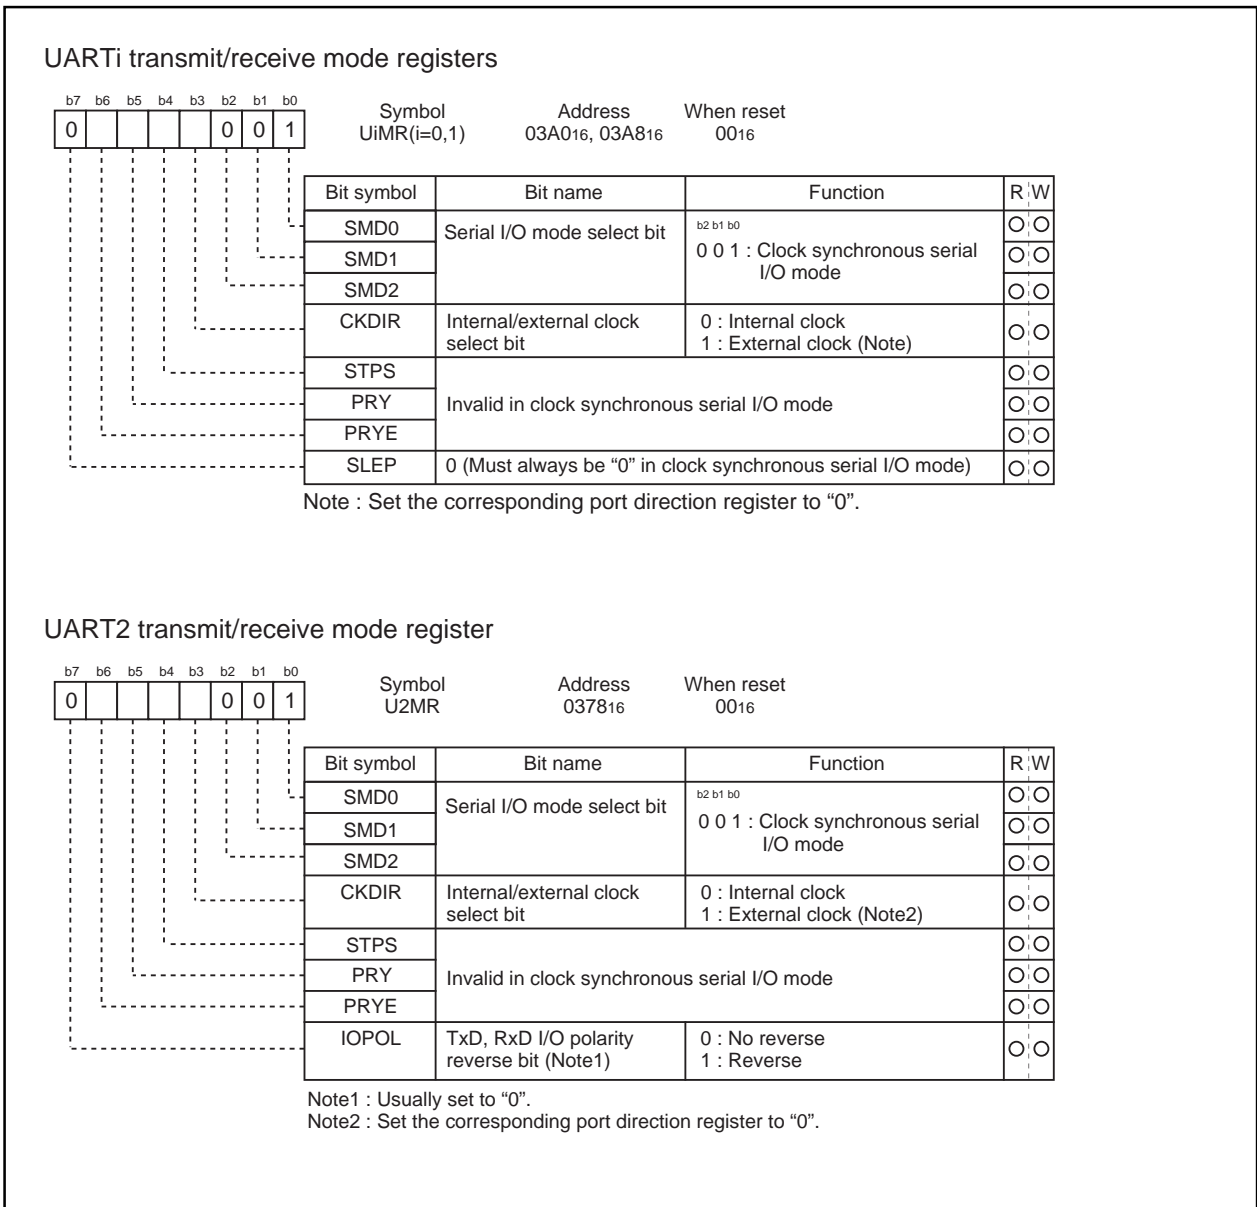 UARTi transmit/receive mode registers
b7 b6 b5 b4 b3 b2 b1 b0
0 0 0 1
Symbol Address When reset
UiMR(i=0,1) 03A016, 03A816 0016
Bit symbol Bit name Function R W
SMD0 Serial I/O mode select bit b2 b1 b0
SMD1 0 0 1 : Clock synchronous serial
I/O mode
SMD2
CKDIR Internal/external clock 0 : Internal clock
select bit 1 : External clock (Note)
STPS
PRY Invalid in clock synchronous serial I/O mode
PRYE
SLEP 0 (Must always be “0” in clock synchronous serial I/O mode)
Note : Set the corresponding port direction register to “0”.
UART2 transmit/receive mode register
b7 b6 b5 b4 b3 b2 b1 b0
0 0 0 1
Symbol Address When reset
U2MR 037816 0016
Bit symbol Bit name Function R W
SMD0 Serial I/O mode select bit b2 b1 b0
SMD1 0 0 1 : Clock synchronous serial
I/O mode
SMD2
CKDIR Internal/external clock 0 : Internal clock
select bit 1 : External clock (Note2)
STPS
PRY Invalid in clock synchronous serial I/O mode
PRYE
IOPOL TxD, RxD I/O polarity 0 : No reverse
reverse bit (Note1) 1 : Reverse
Note1 : Usually set to “0”.
Note2 : Set the corresponding port direction register to “0”.